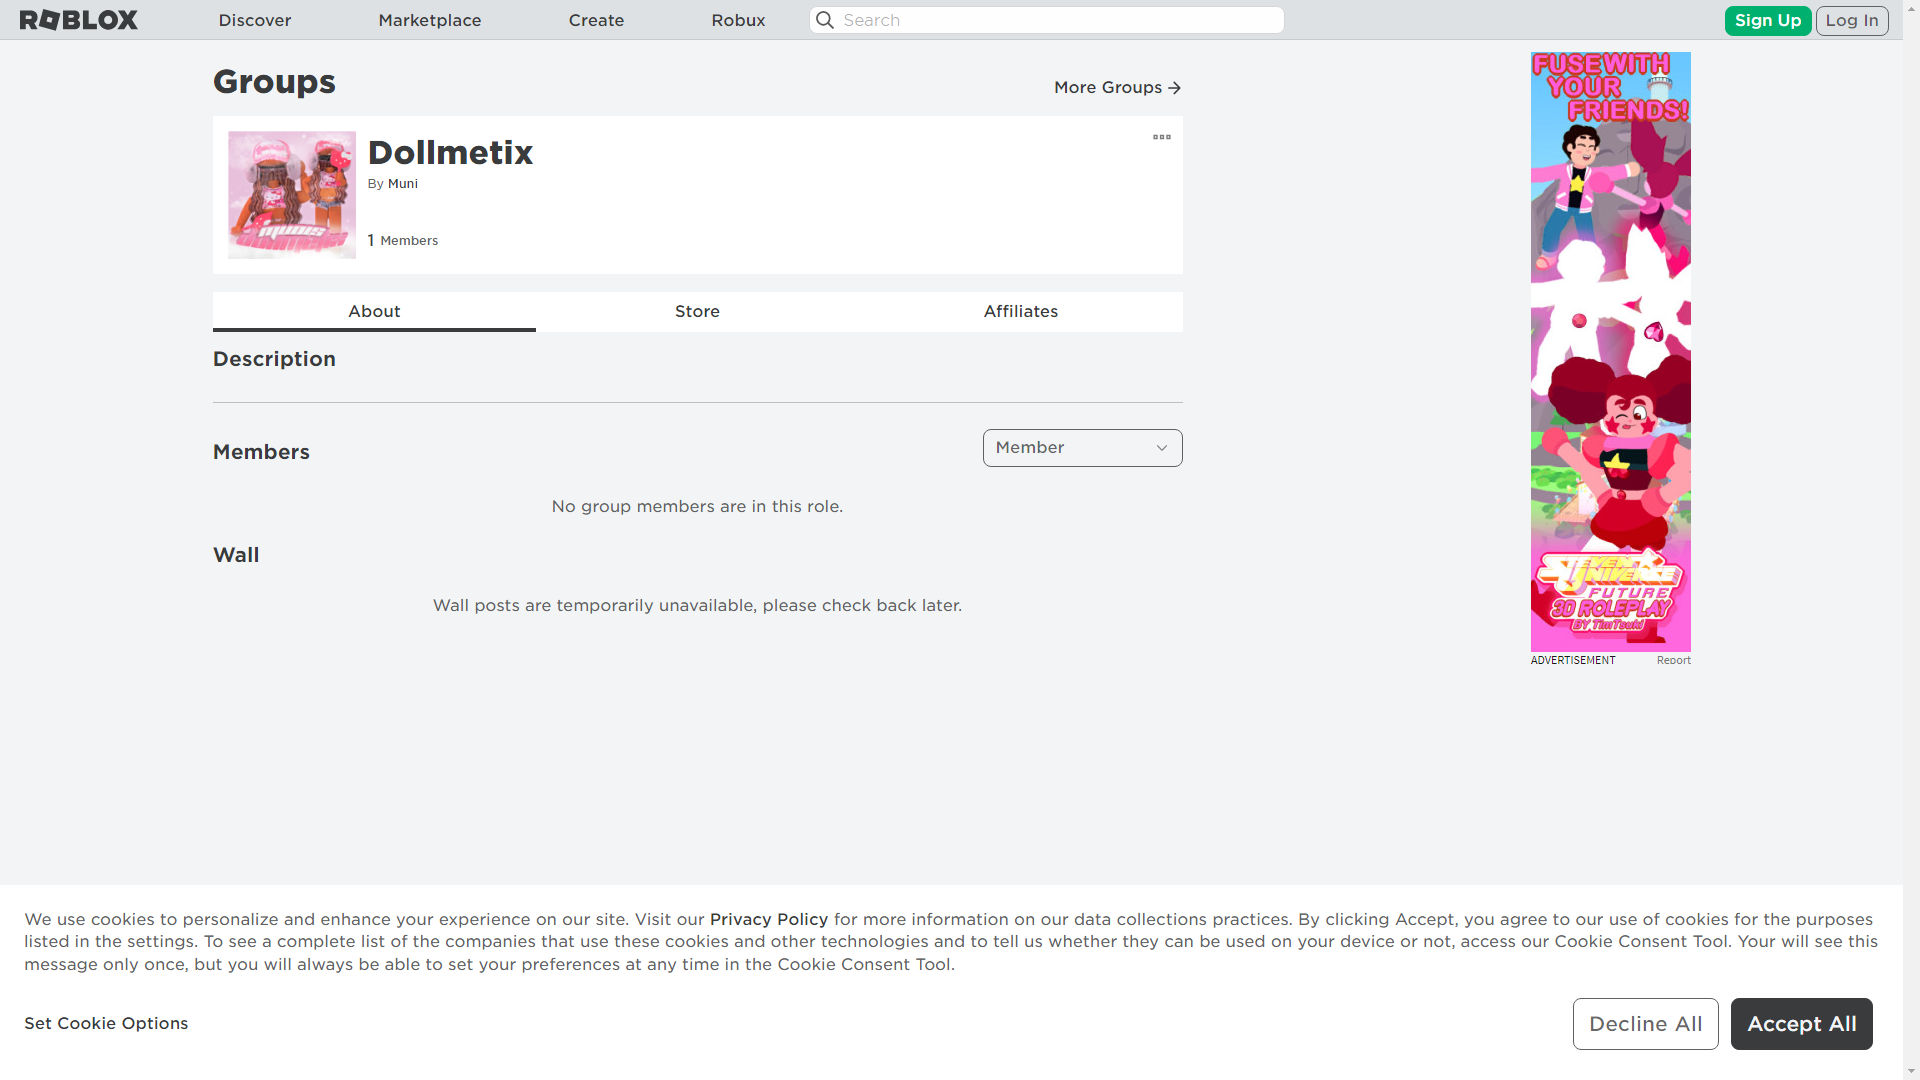 ROBLOX
Discover
Marketplace
Create
Robux
Search
Sign Up
Log In
Groups
More Groups
Dollmetix
By Muni
1 Members
About
Store
Affiliates
Description
Members
Member
No group members are in this role.
Wall
Wall posts are temporarily unavailable, please check back later.
FUSE WITH
YOUR
FRIENDS!
STEVEN
UNIVERSE
FUTURE
3D ROLEPLAY
BY TimTsuki
ADVERTISEMENT
Report
We use cookies to personalize and enhance your experience on our site. Visit our Privacy Policy for more information on our data collections practices. By clicking Accept, you agree to our use of cookies for the purposes
listed in the settings. To see a complete list of the companies that use these cookies and other technologies and to tell us whether they can be used on your device or not, access our Cookie Consent Tool. Your will see this
message only once, but you will always be able to set your preferences at any time in the Cookie Consent Tool.
Set Cookie Options
Decline All
Accept All